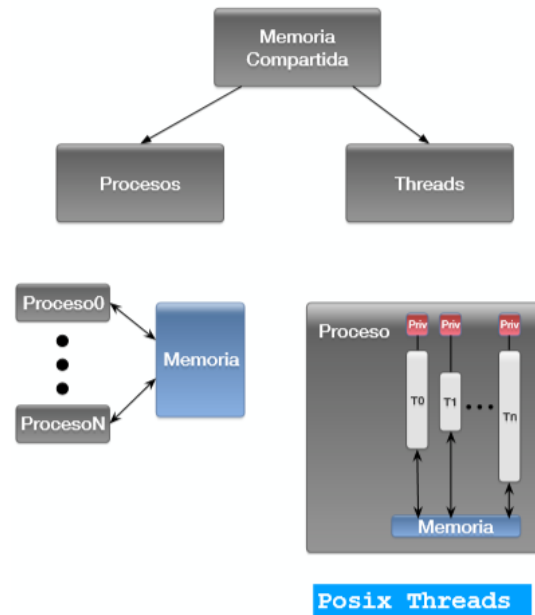 Memoria
Compartida
Procesos
Threads
Proceso0
Memoria
ProcesoN
Proceso
Priv
Priv
Priv
T0
T1
Tn
Memoria
Posix Threads